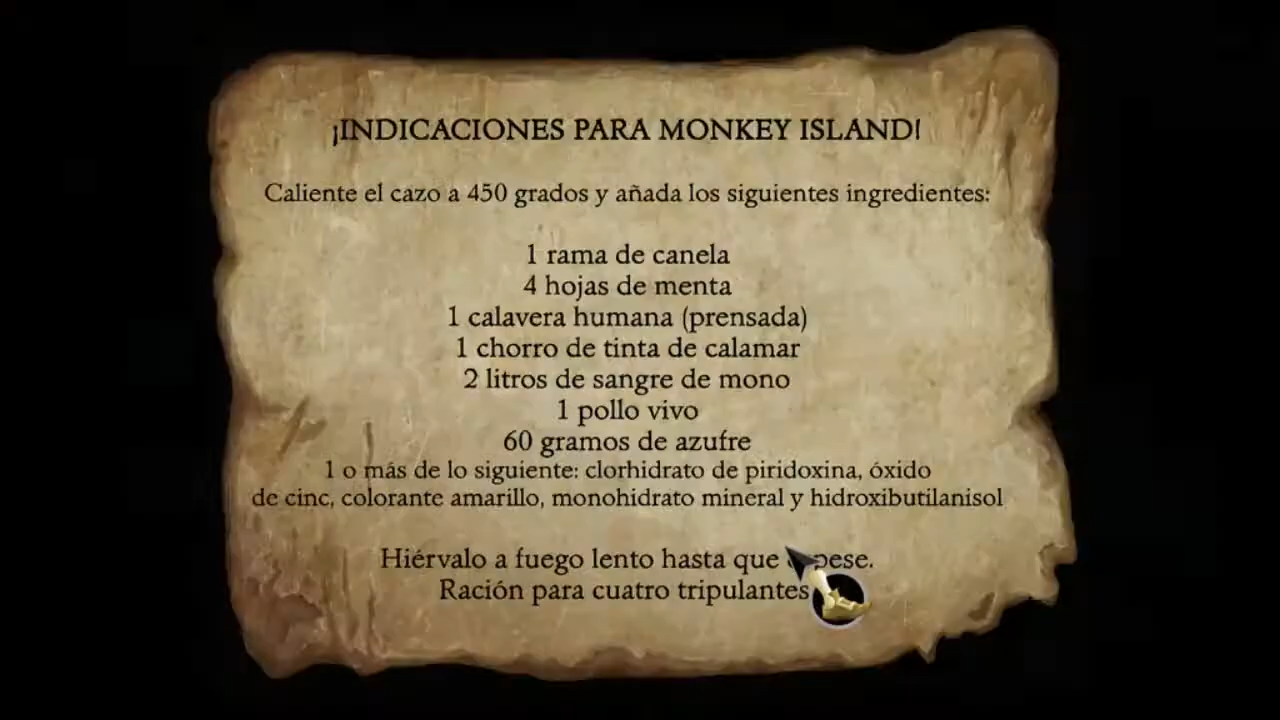 ¡INDICACIONES PARA MONKEY ISLAND!
Caliente el cazo a 450 grados y añada los siguientes ingredientes:
1 rama de canela
4 hojas de menta
1 calavera humana (prensada)
1 chorro de tinta de calamar
2 litros de sangre de mono
1 pollo vivo
60 gramos de azufre
1 o más de lo siguiente: clorhidrato de piridoxina, óxido
de cinc, colorante amarillo, monohidrato mineral y hidroxibutilanisol
Hiérvalo a fuego lento hasta que
Ración para cuatro tripulantes